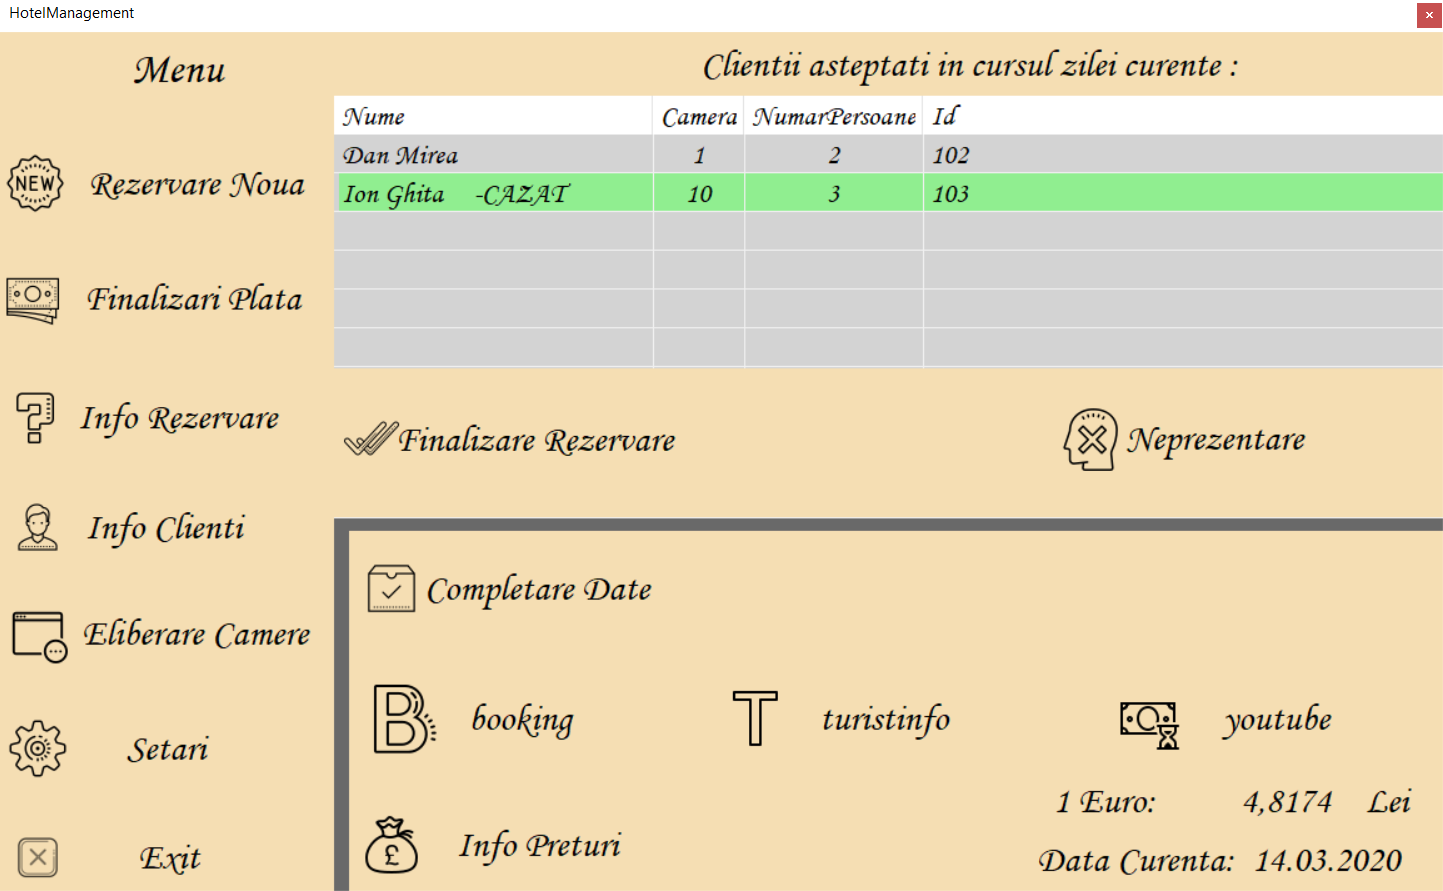 HotelManagement
Menu
Clientii asteptati in cursul zilei curente :
Nume Camera NumarPersoane Id
Dan Mirea 1 2 102
Ion Ghita -CAZAT 10 3 103
NEW Rezervare Noua
Finalizari Plata
Info Rezervare
Info Clienti
Eliberare Camere
Setari
Exit
Finalizare Rezervare
Neprezentare
Completare Date
B booking
T turistinfo
youtube
1 Euro: 4,8174 Lei
£ Info Preturi
Data Curenta: 14.03.2020